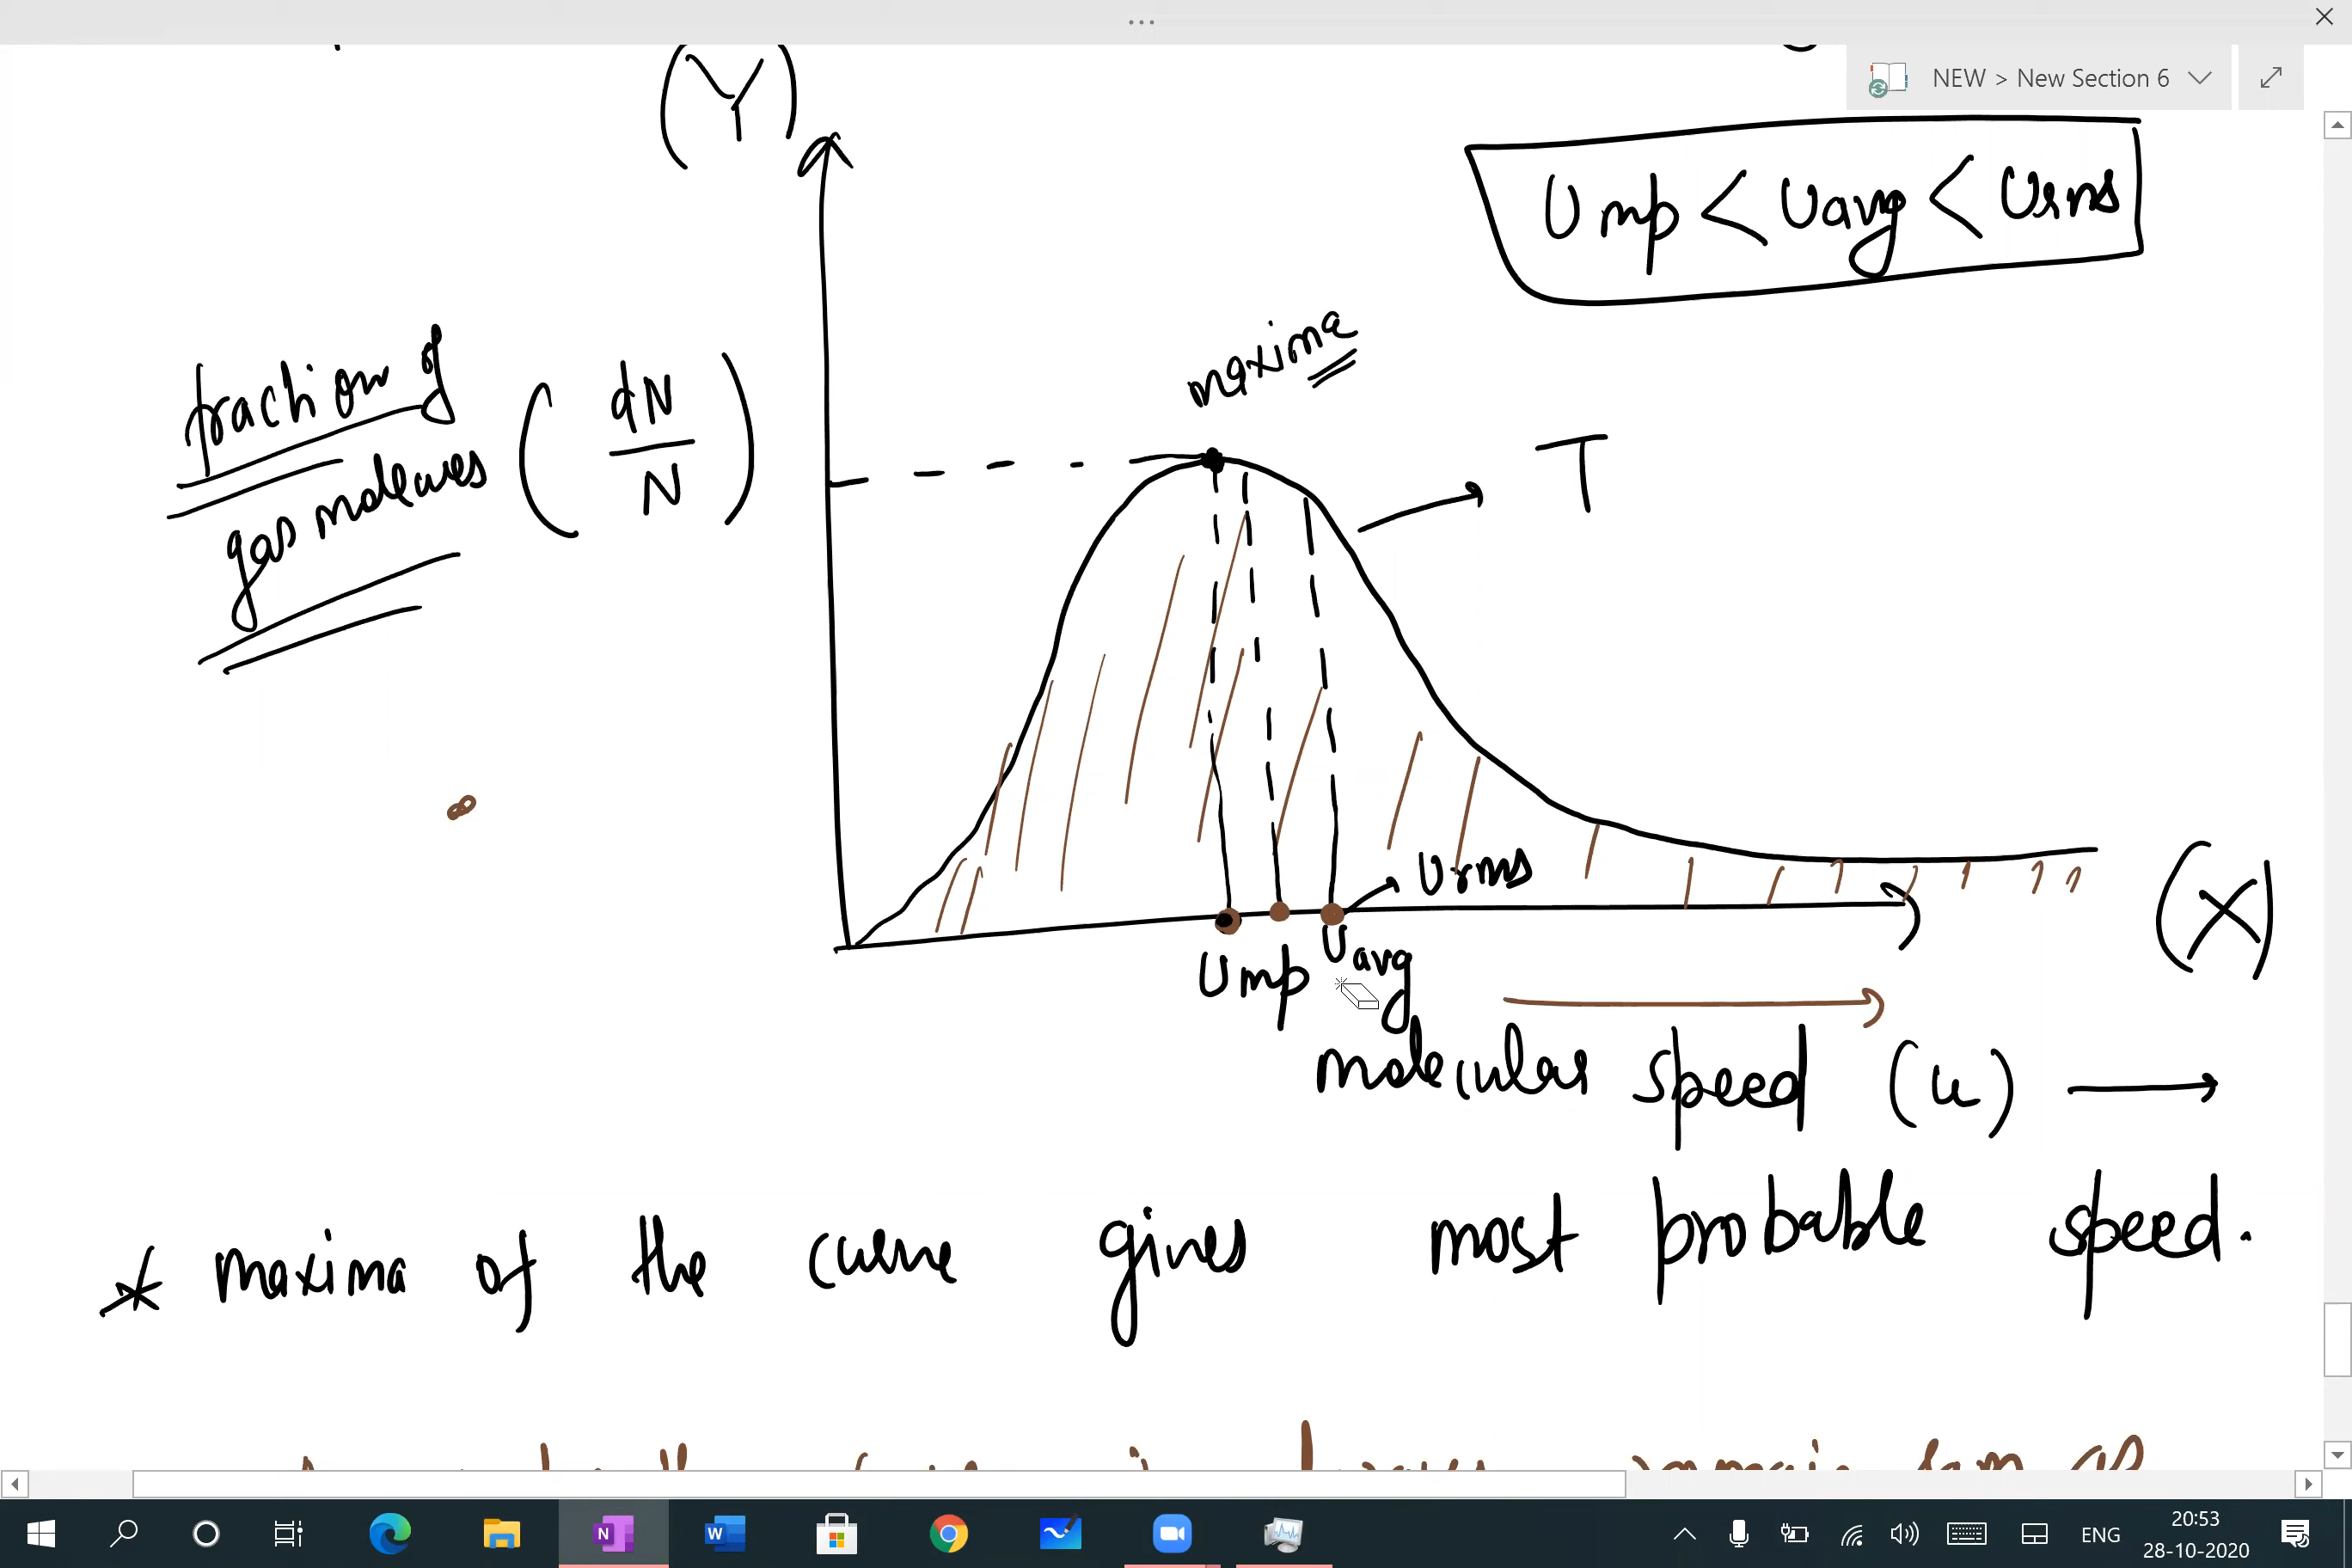 NEW > New Section 6
(Y)
Ump < Uavg < Urms
maxima
fraction of
gas molecules
(dN/N)
T
Urms
(X)
Ump
Uavg
molecular speed (u) →
* maxima of the curve gives most probable speed.
ENG
20:53
28-10-2020